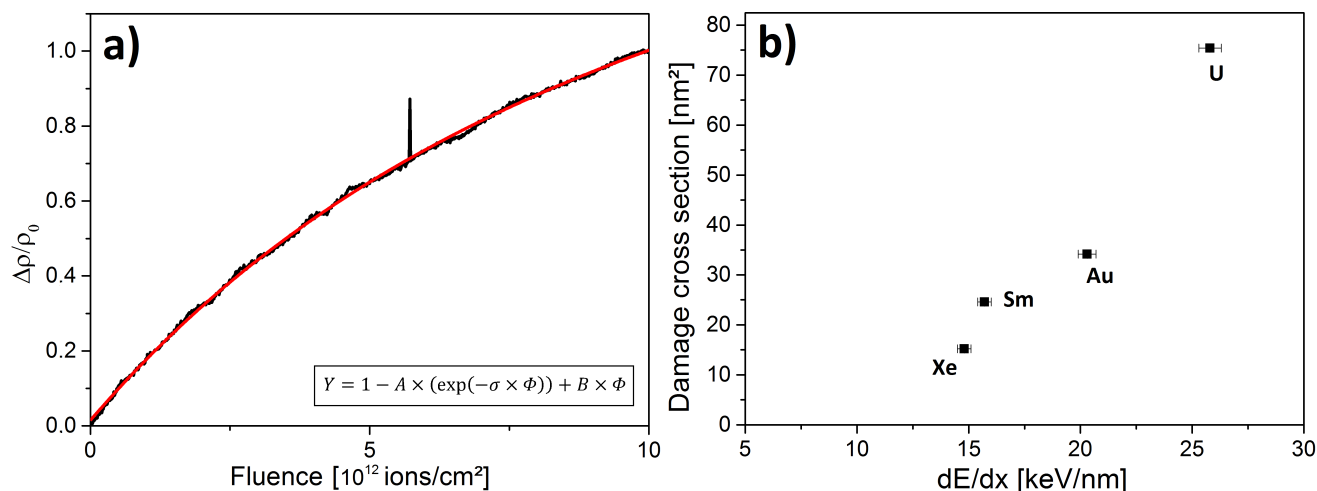 a)
1.0
0.8
0.6
0.4
0.2
0.0
Δρ/ρ₀
Y = 1 − A × (exp(−σ × Φ)) + B × Φ
0
5
10
Fluence [10¹² ions/cm²]
b)
80
70
60
50
40
30
20
10
0
Damage cross section [nm²]
U
Au
Sm
Xe
5
10
15
20
25
30
dE/dx [keV/nm]